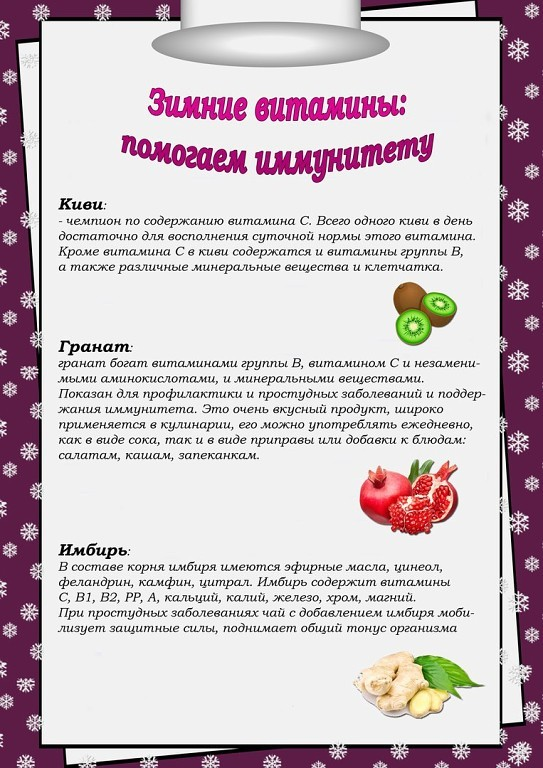 Зимние витамины:
помогаем иммунитету
Киви:
- чемпион по содержанию витамина С. Всего одного киви в день
достаточно для восполнения суточной нормы этого витамина.
Кроме витамина С в киви содержатся и витамины группы В,
а также различные минеральные вещества и клетчатка.
Гранат:
гранат богат витаминами группы В, витамином С и незамени-
мыми аминокислотами, и минеральными веществами.
Показан для профилактики и простудных заболеваний и поддер-
жания иммунитета. Это очень вкусный продукт, широко
применяется в кулинарии, его можно употреблять ежедневно,
как в виде сока, так и в виде приправы или добавки к блюдам:
салатам, кашам, запеканкам.
Имбирь:
В составе корня имбиря имеются эфирные масла, цинеол,
феландрин, камфин, цитрал. Имбирь содержит витамины
С, В1, В2, РР, А, кальций, калий, железо, хром, магний.
При простудных заболеваниях чай с добавлением имбиря моби-
лизует защитные силы, поднимает общий тонус организма